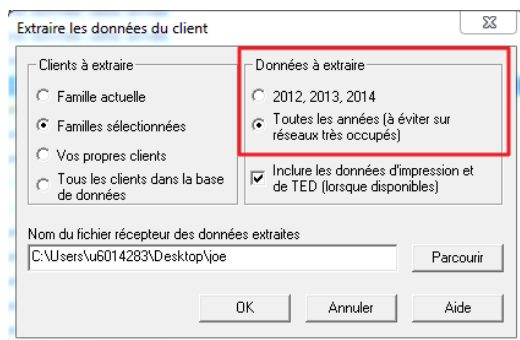 Extraire les données du client
Clients à extraire
Famille actuelle
Familles sélectionnées
Vos propres clients
Tous les clients dans la base
de données
Données à extraire
2012, 2013, 2014
Toutes les années (à éviter sur
réseaux très occupés)
Inclure les données d'impression et
de TED (lorsque disponibles)
Nom du fichier récepteur des données extraites
C:\Users\u6014283\Desktop\joe
Parcourir
OK
Annuler
Aide